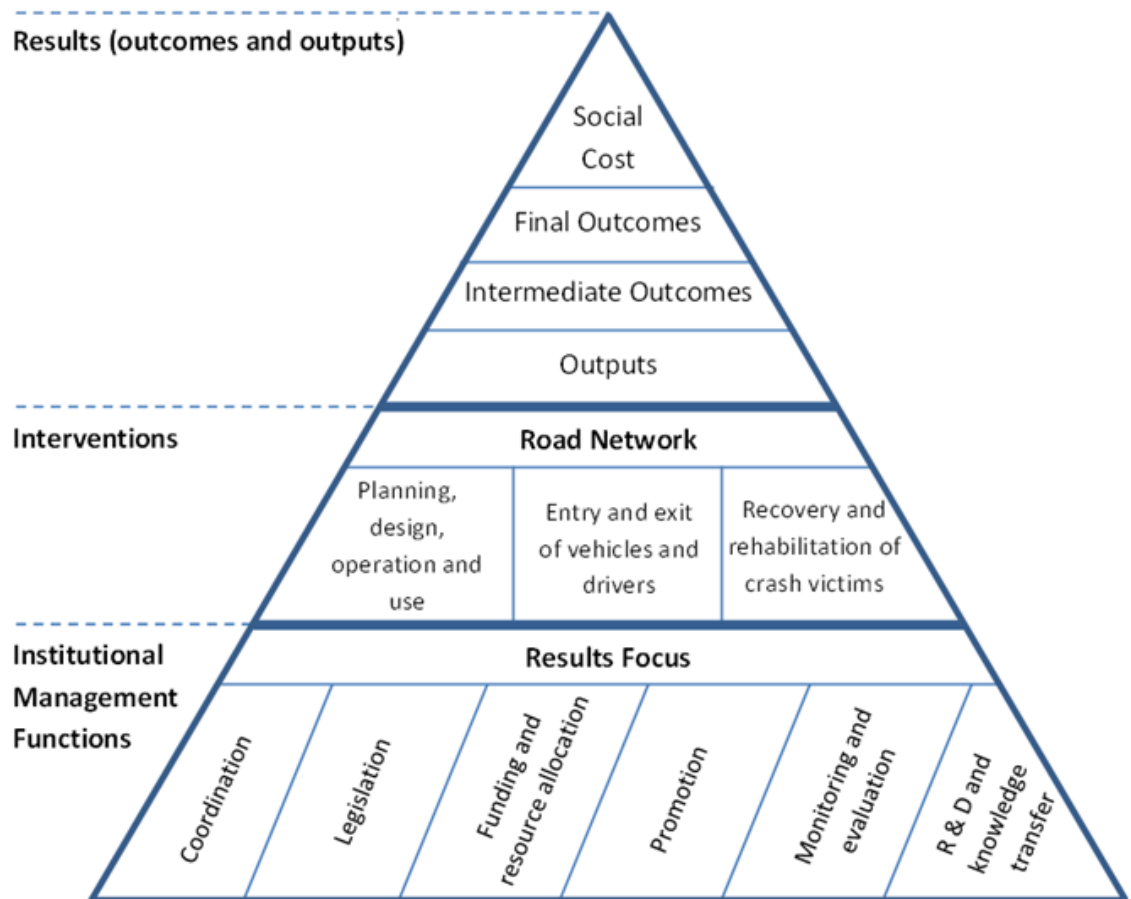 Results (outcomes and outputs)
Social
Cost
Final Outcomes
Intermediate Outcomes
Outputs
Interventions
Road Network
Planning,
design,
operation and
use
Entry and exit
of vehicles and
drivers
Recovery and
rehabilitation of
crash victims
Institutional
Management
Functions
Results Focus
Coordination
Legislation
Funding and
resource allocation
Promotion
Monitoring and
evaluation
R & D and
knowledge
transfer